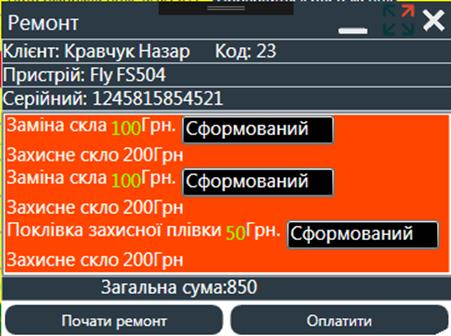 Ремонт
Клієнт: Кравчук Назар Код: 23
Пристрій: Fly FS504
Серійний: 1245815854521
Заміна скла 100Грн. Сформований
Захисне скло 200Грн
Заміна скла 100Грн. Сформований
Захисне скло 200Грн
Поклівка захисної плівки 50Грн. Сформований
Захисне скло 200Грн
Загальна сума:850
Почати ремонт Оплатити